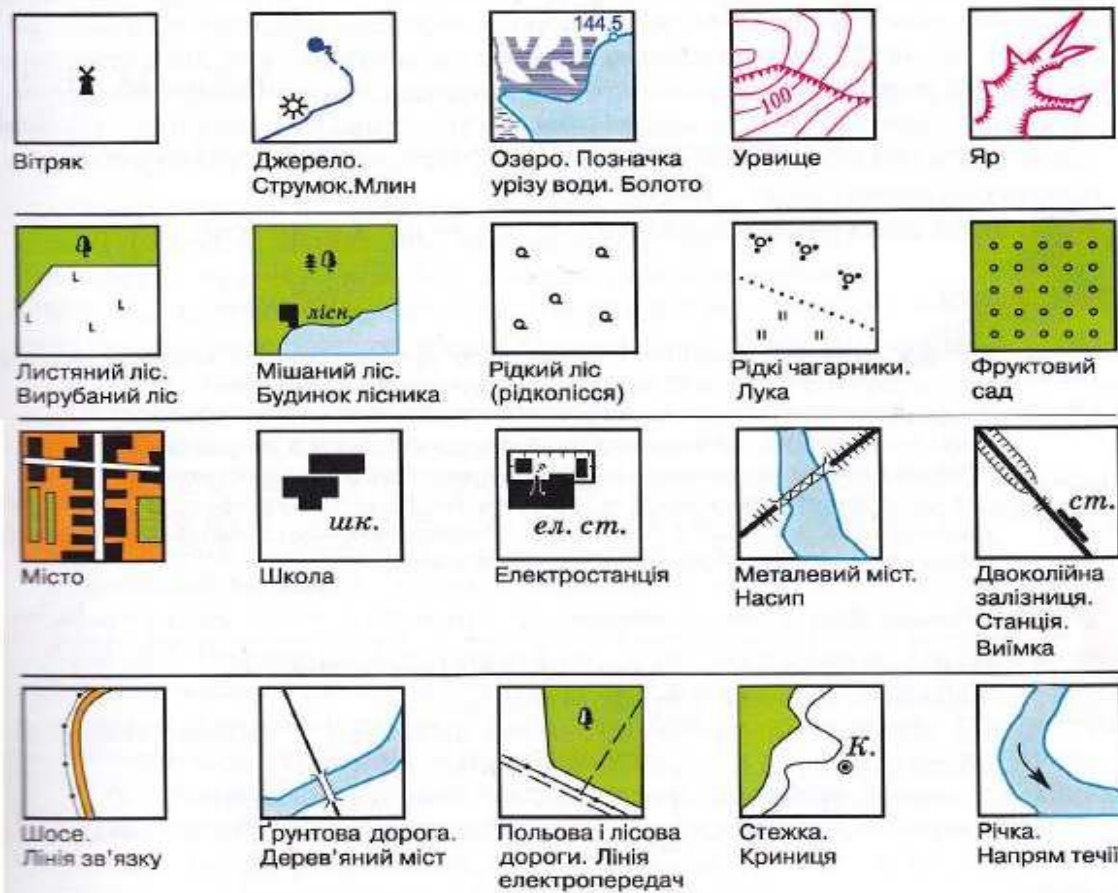 144.5
100
Вітряк
Джерело.
Струмок.Млин
Озеро. Позначка
урізу води. Болото
Урвище
Яр
лісн.
Листяний ліс.
Вирубаний ліс
Мішаний ліс.
Будинок лісника
Рідкий ліс
(рідколісся)
Рідкі чагарники.
Лука
Фруктовий
сад
шк.
ел. ст.
ст.
Місто
Школа
Електростанція
Металевий міст.
Насип
Двоколійна
залізниця.
Станція.
Виїмка
К.
Шосе.
Лінія зв'язку
Ґрунтова дорога.
Дерев'яний міст
Польова і лісова
дороги. Лінія
електропередач
Стежка.
Криниця
Річка.
Напрям течії